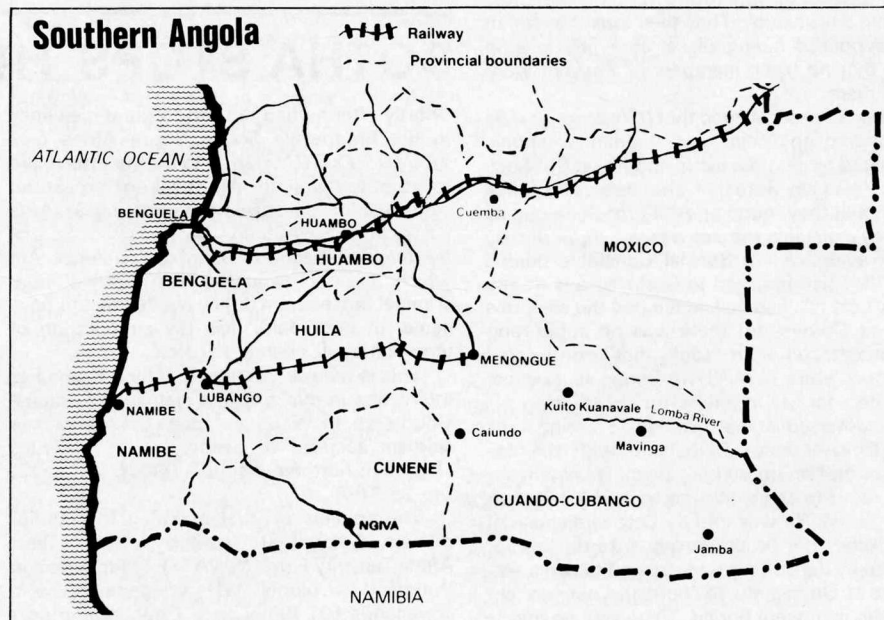 Southern Angola
Railway
Provincial boundaries
ATLANTIC OCEAN
BENGUELA
HUAMBO
Cuemba
HUAMBO
MOXICO
BENGUELA
HUILA
MENONGUE
LUBANGO
NAMIBE
Kuito Kuanavale
Lomba River
Caiundo
Mavinga
NAMIBE
CUNENE
CUANDO-CUBANGO
NGIVA
Jamba
NAMIBIA